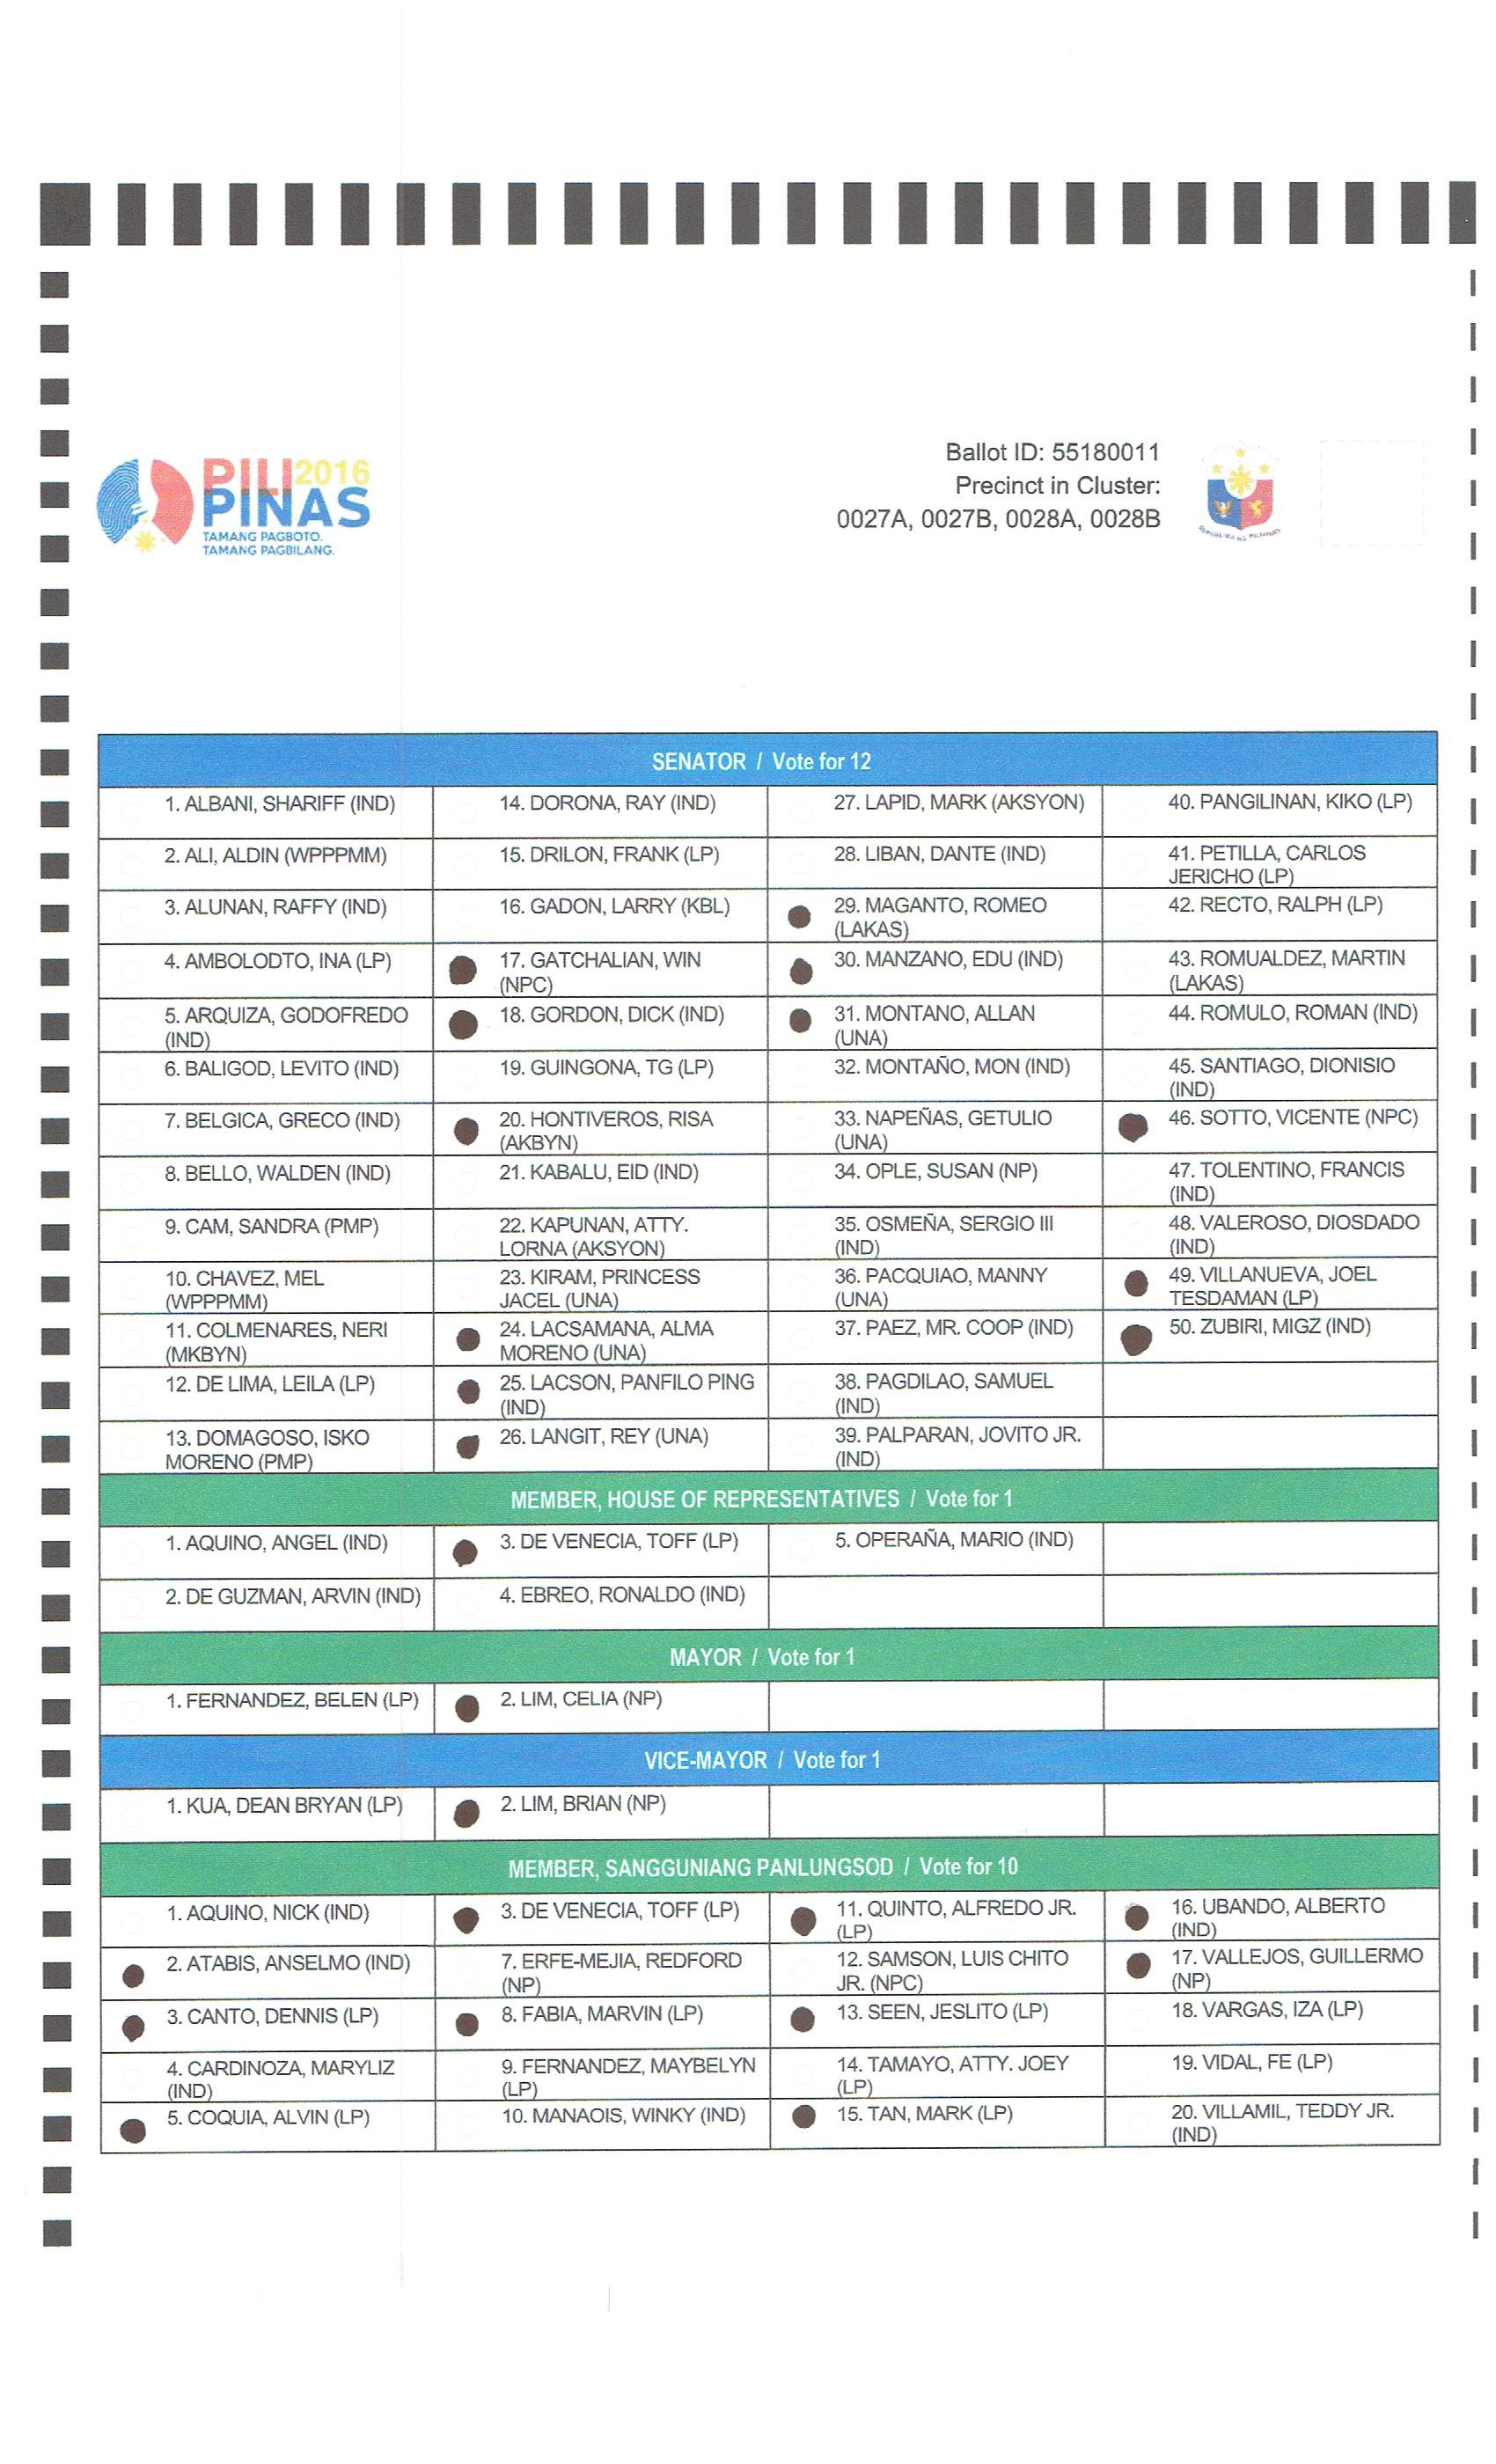 PILI 2016
PINAS
TAMANG PAGBOTO.
TAMANG PAGBILANG.
Ballot ID: 55180011
Precinct in Cluster:
0027A, 0027B, 0028A, 0028B
REPUBLIKA NG PILIPINAS
SENATOR / Vote for 12
1. ALBANI, SHARIFF (IND)
2. ALI, ALDIN (WPPPMM)
3. ALUNAN, RAFFY (IND)
4. AMBOLODTO, INA (LP)
5. ARQUIZA, GODOFREDO
(IND)
6. BALIGOD, LEVITO (IND)
7. BELGICA, GRECO (IND)
8. BELLO, WALDEN (IND)
9. CAM, SANDRA (PMP)
10. CHAVEZ, MEL
(WPPPMM)
11. COLMENARES, NERI
(MKBYN)
12. DE LIMA, LEILA (LP)
13. DOMAGOSO, ISKO
MORENO (PMP)
14. DORONA, RAY (IND)
15. DRILON, FRANK (LP)
16. GADON, LARRY (KBL)
17. GATCHALIAN, WIN
(NPC)
18. GORDON, DICK (IND)
19. GUINGONA, TG (LP)
20. HONTIVEROS, RISA
(AKBYN)
21. KABALU, EID (IND)
22. KAPUNAN, ATTY.
LORNA (AKSYON)
23. KIRAM, PRINCESS
JACEL (UNA)
24. LACSAMANA, ALMA
MORENO (UNA)
25. LACSON, PANFILO PING
(IND)
26. LANGIT, REY (UNA)
27. LAPID, MARK (AKSYON)
28. LIBAN, DANTE (IND)
29. MAGANTO, ROMEO
(LAKAS)
30. MANZANO, EDU (IND)
31. MONTANO, ALLAN
(UNA)
32. MONTAÑO, MON (IND)
33. NAPEÑAS, GETULIO
(UNA)
34. OPLE, SUSAN (NP)
35. OSMEÑA, SERGIO III
(IND)
36. PACQUIAO, MANNY
(UNA)
37. PAEZ, MR. COOP (IND)
38. PAGDILAO, SAMUEL
(IND)
39. PALPARAN, JOVITO JR.
(IND)
40. PANGILINAN, KIKO (LP)
41. PETILLA, CARLOS
JERICHO (LP)
42. RECTO, RALPH (LP)
43. ROMUALDEZ, MARTIN
(LAKAS)
44. ROMULO, ROMAN (IND)
45. SANTIAGO, DIONISIO
(IND)
46. SOTTO, VICENTE (NPC)
47. TOLENTINO, FRANCIS
(IND)
48. VALEROSO, DIOSDADO
(IND)
49. VILLANUEVA, JOEL
TESDAMAN (LP)
50. ZUBIRI, MIGZ (IND)
MEMBER, HOUSE OF REPRESENTATIVES / Vote for 1
1. AQUINO, ANGEL (IND)
2. DE GUZMAN, ARVIN (IND)
3. DE VENECIA, TOFF (LP)
4. EBREO, RONALDO (IND)
5. OPERAÑA, MARIO (IND)
MAYOR / Vote for 1
1. FERNANDEZ, BELEN (LP)
2. LIM, CELIA (NP)
VICE-MAYOR / Vote for 1
1. KUA, DEAN BRYAN (LP)
2. LIM, BRIAN (NP)
MEMBER, SANGGUNIANG PANLUNGSOD / Vote for 10
1. AQUINO, NICK (IND)
2. ATABIS, ANSELMO (IND)
3. CANTO, DENNIS (LP)
4. CARDINOZA, MARYLIZ
(IND)
5. COQUIA, ALVIN (LP)
3. DE VENECIA, TOFF (LP)
7. ERFE-MEJIA, REDFORD
(NP)
8. FABIA, MARVIN (LP)
9. FERNANDEZ, MAYBELYN
(LP)
10. MANAOIS, WINKY (IND)
11. QUINTO, ALFREDO JR.
(LP)
12. SAMSON, LUIS CHITO
JR. (NPC)
13. SEEN, JESLITO (LP)
14. TAMAYO, ATTY. JOEY
(LP)
15. TAN, MARK (LP)
16. UBANDO, ALBERTO
(IND)
17. VALLEJOS, GUILLERMO
(NP)
18. VARGAS, IZA (LP)
19. VIDAL, FE (LP)
20. VILLAMIL, TEDDY JR.
(IND)